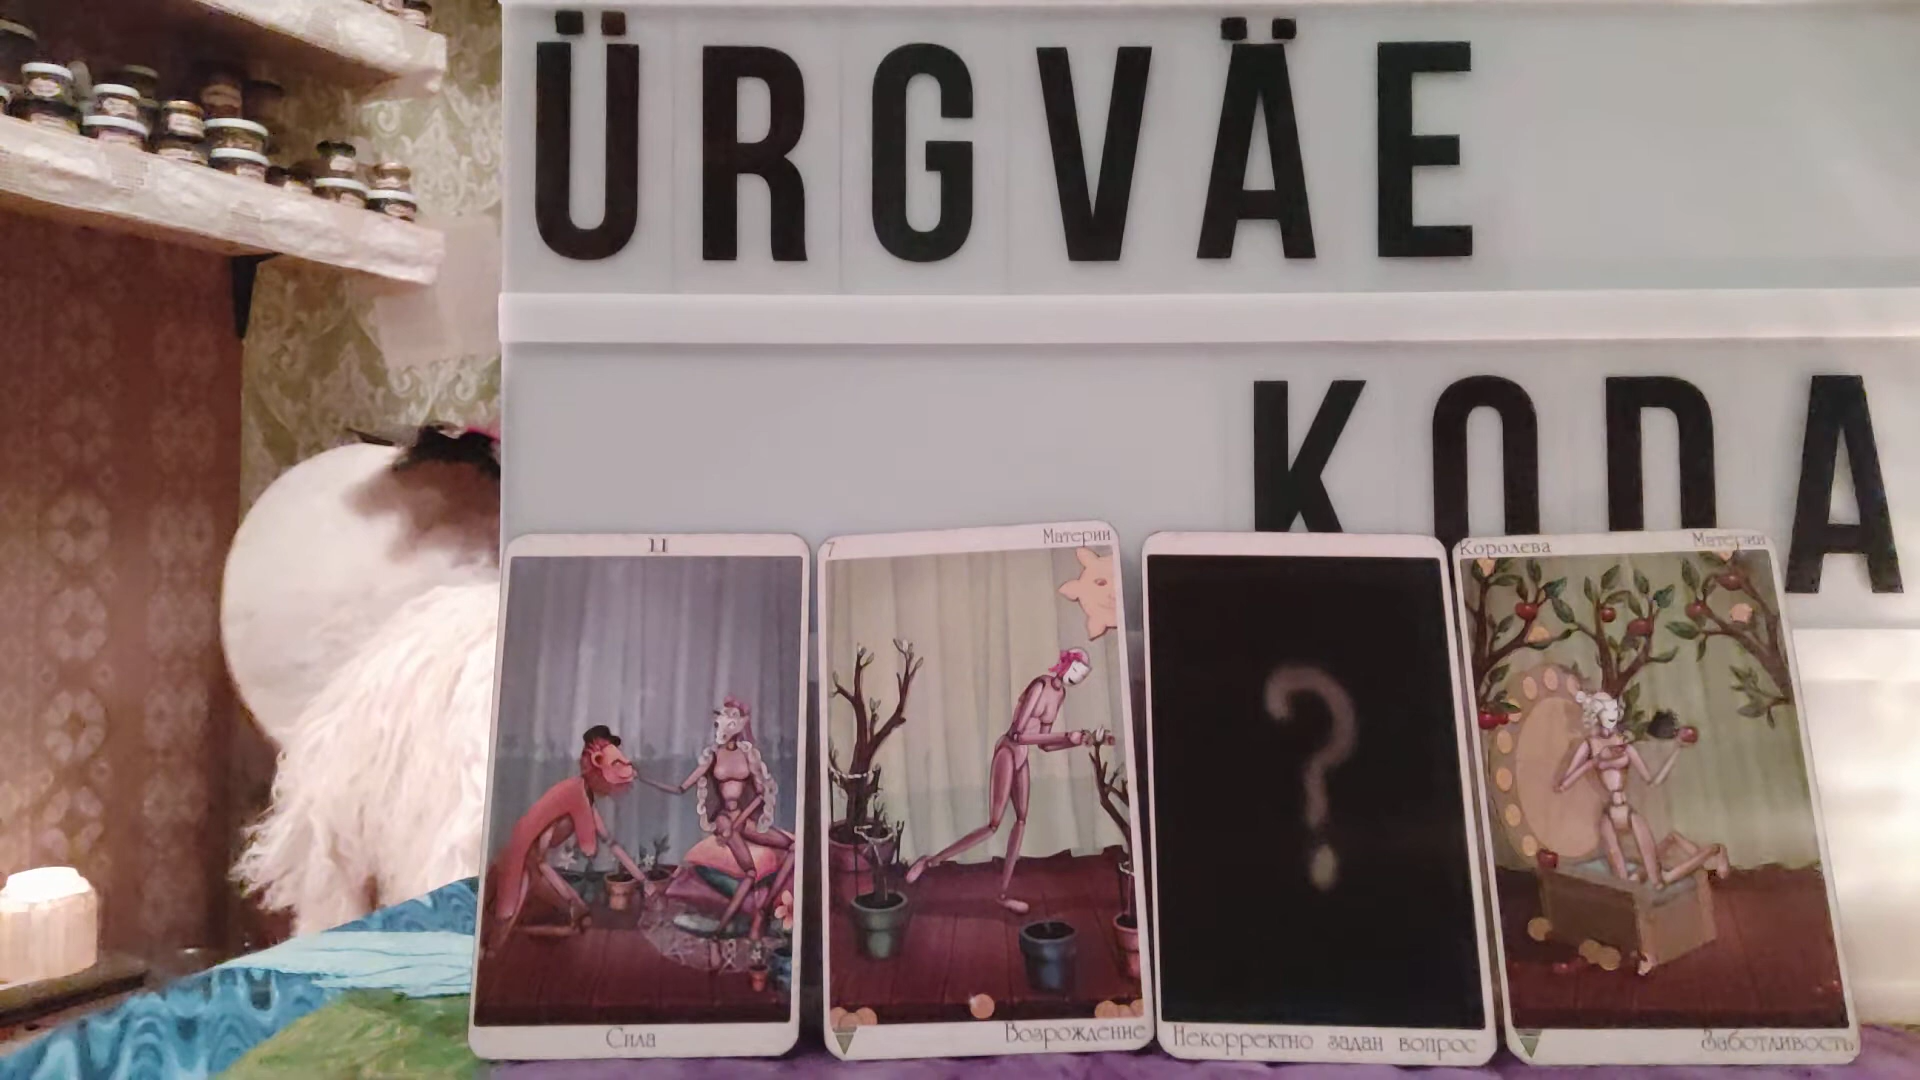 ÜRGVÄE
KODA
11
Сила
7 Материи
Возрождение
Некорректно задан вопрос
Королева Материи
Заботливость